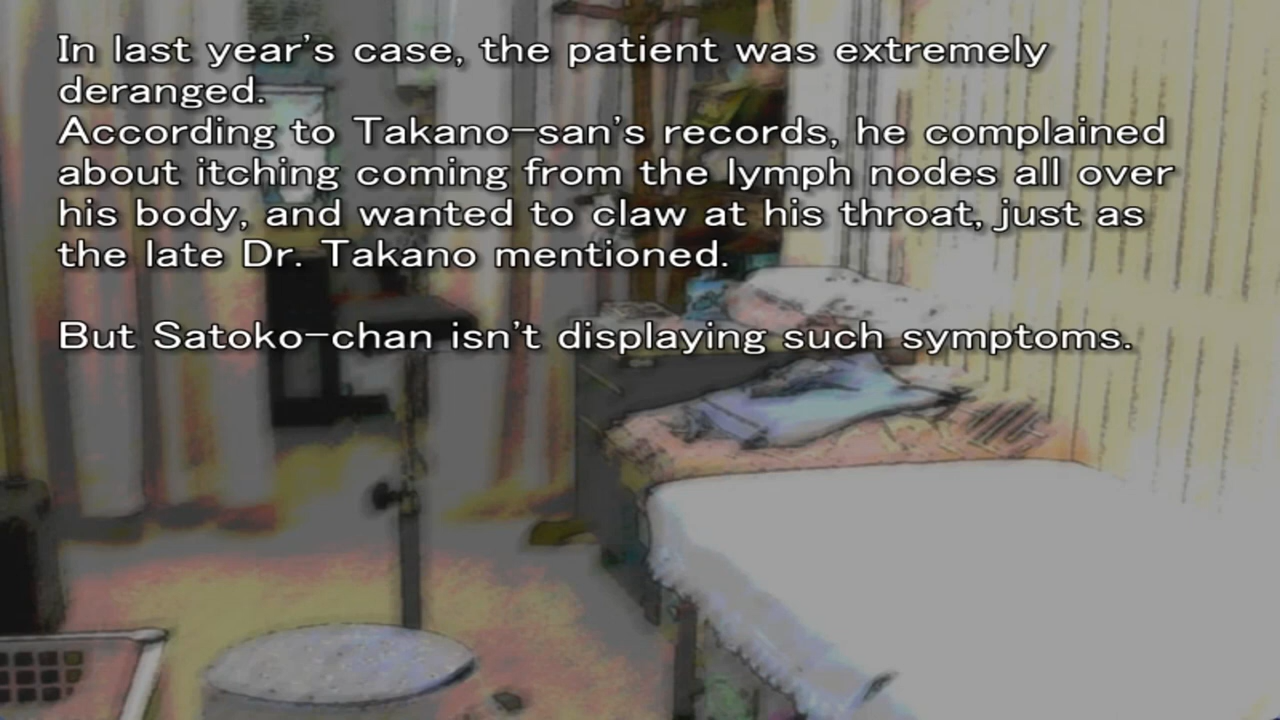 In last year's case, the patient was extremely
deranged.
According to Takano-san's records, he complained
about itching coming from the lymph nodes all over
his body, and wanted to claw at his throat, just as
the late Dr. Takano mentioned.
But Satoko-chan isn't displaying such symptoms.